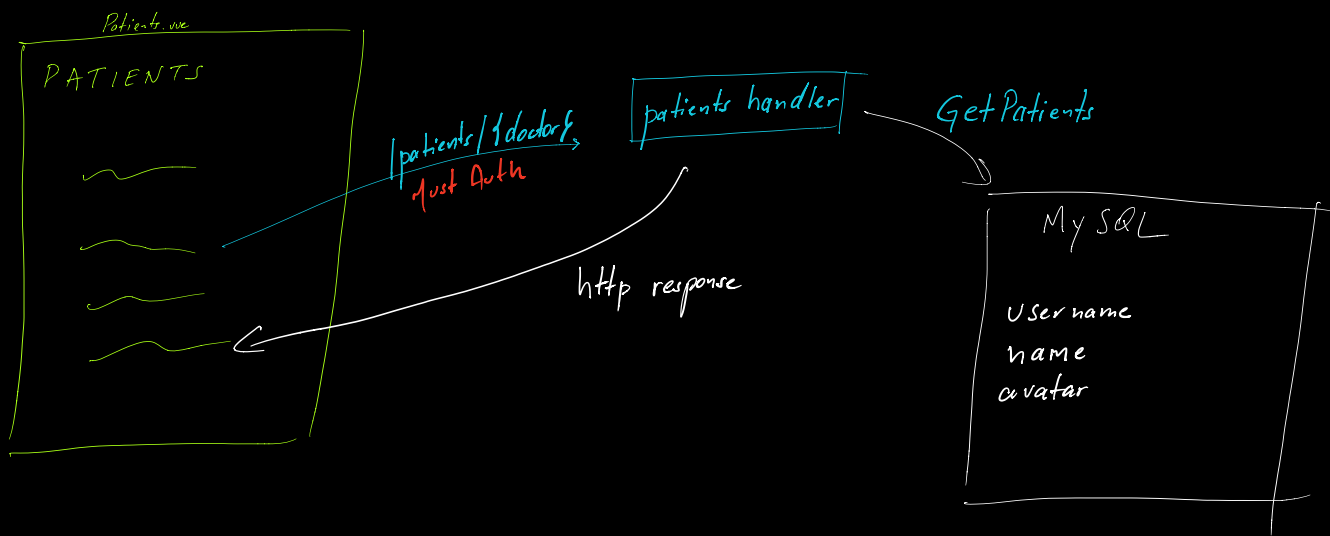 Patients.vue
PATIENTS
/patients/{doctor}
Must Auth
patients handler
GetPatients
http response
MySQL
username
name
avatar